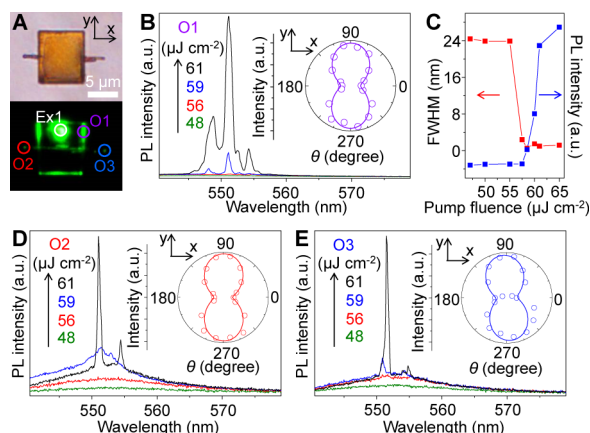 A
y
x
5 µm
Ex1
O1
O2
O3
B
O1
(µJ cm-2)
61
59
56
48
PL intensity (a.u.)
550
560
570
Wavelength (nm)
y
x
Intensity (a.u.)
90
180
0
270
θ (degree)
C
FWHM (nm)
24
16
8
0
PL intensity (a.u.)
50
55
60
65
Pump fluence (µJ cm-2)
D
O2
(µJ cm-2)
61
59
56
48
PL intensity (a.u.)
550
560
570
Wavelength (nm)
y
x
Intensity (a.u.)
90
180
0
270
θ (degree)
E
O3
(µJ cm-2)
61
59
56
48
PL intensity (a.u.)
550
560
570
Wavelength (nm)
y
x
Intensity (a.u.)
90
180
0
270
θ (degree)